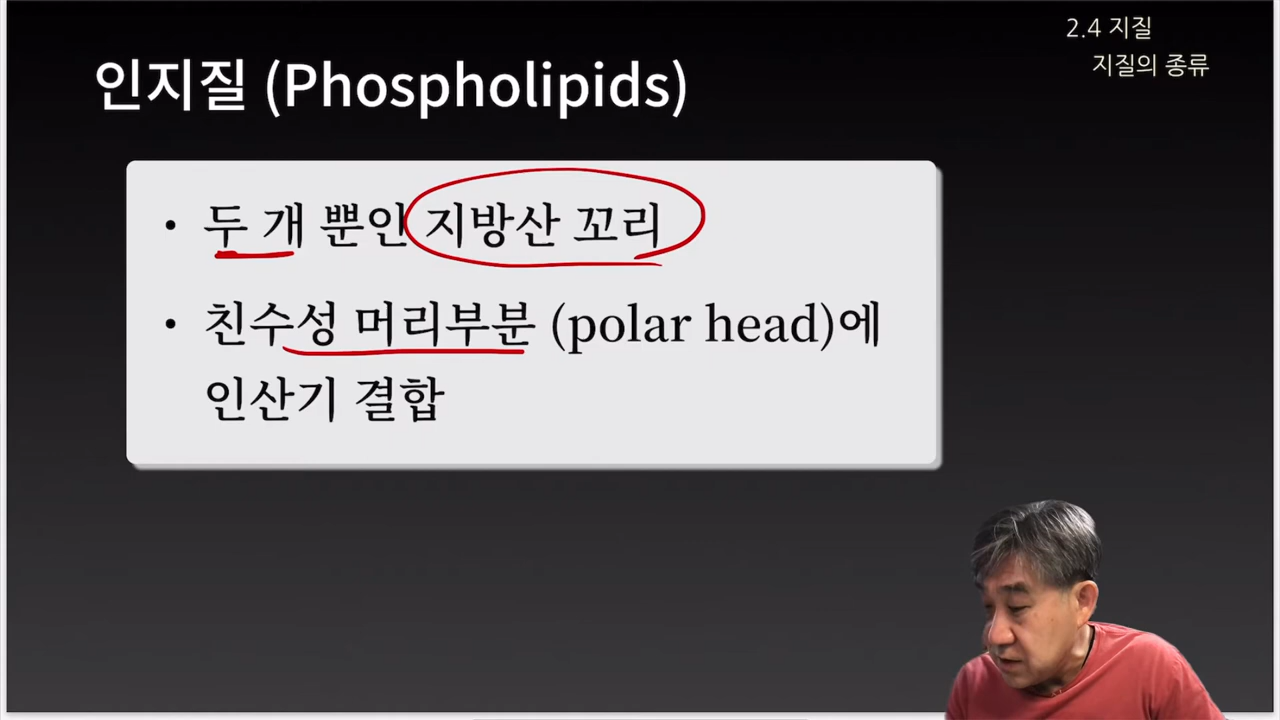 2.4 지질
지질의 종류
인지질 (Phospholipids)
• 두 개 뿐인 지방산 꼬리
• 친수성 머리부분 (polar head)에
인산기 결합